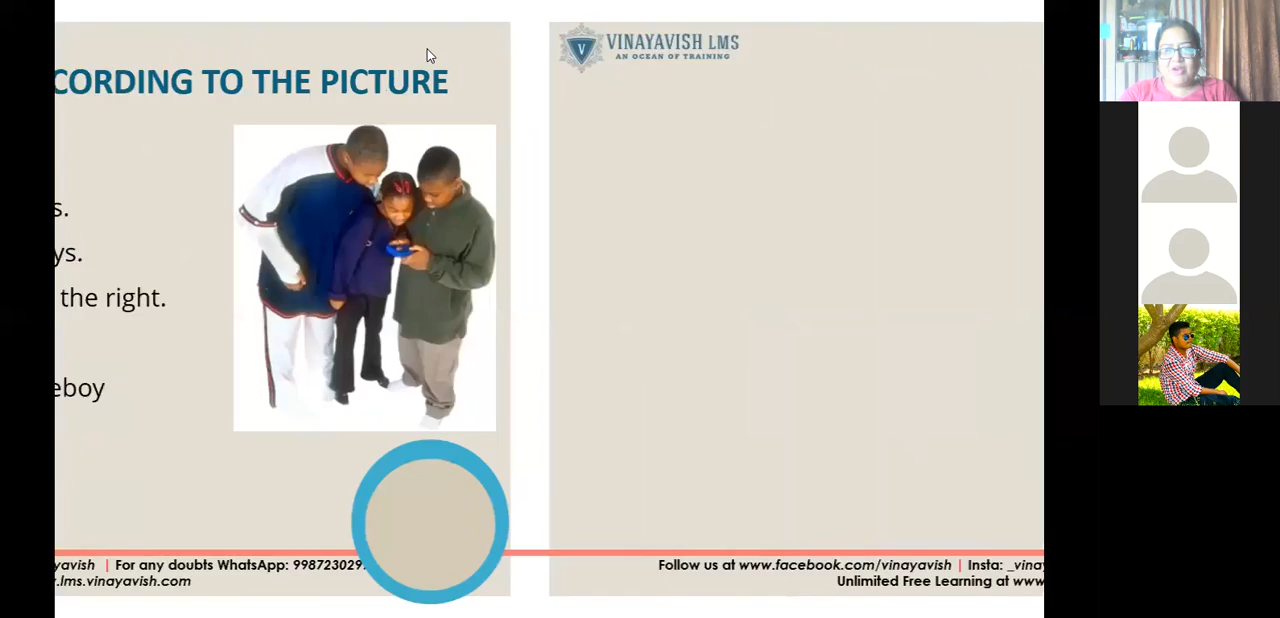 CORDING TO THE PICTURE
s.
ys.
the right.
eboy
yavish | For any doubts WhatsApp: 998723029
.lms.vinayavish.com
VINAYAVISH LMS
AN OCEAN OF TRAINING
Follow us at www.facebook.com/vinayavish | Insta: _vinay
Unlimited Free Learning at www